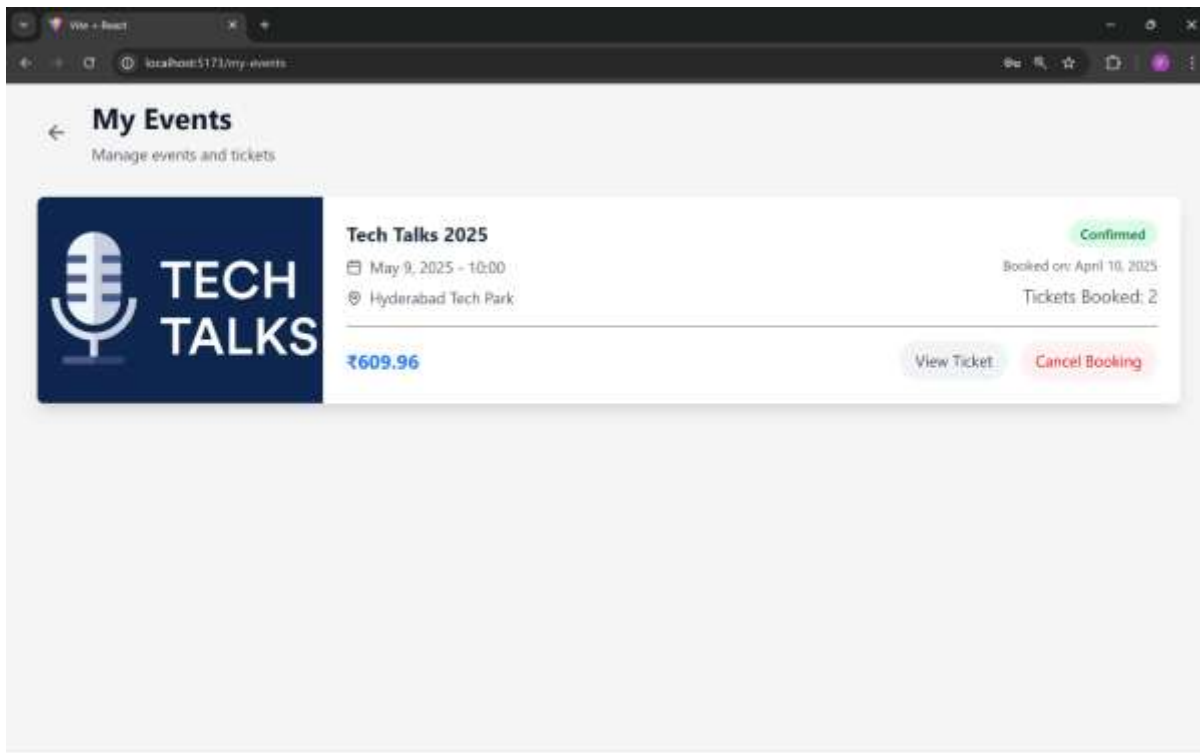 Vite + React
localhost:5173/my-events
My Events
Manage events and tickets
TECH
TALKS
Tech Talks 2025
May 9, 2025 - 10:00
Hyderabad Tech Park
Confirmed
Booked on: April 10, 2025
Tickets Booked: 2
₹609.96
View Ticket
Cancel Booking